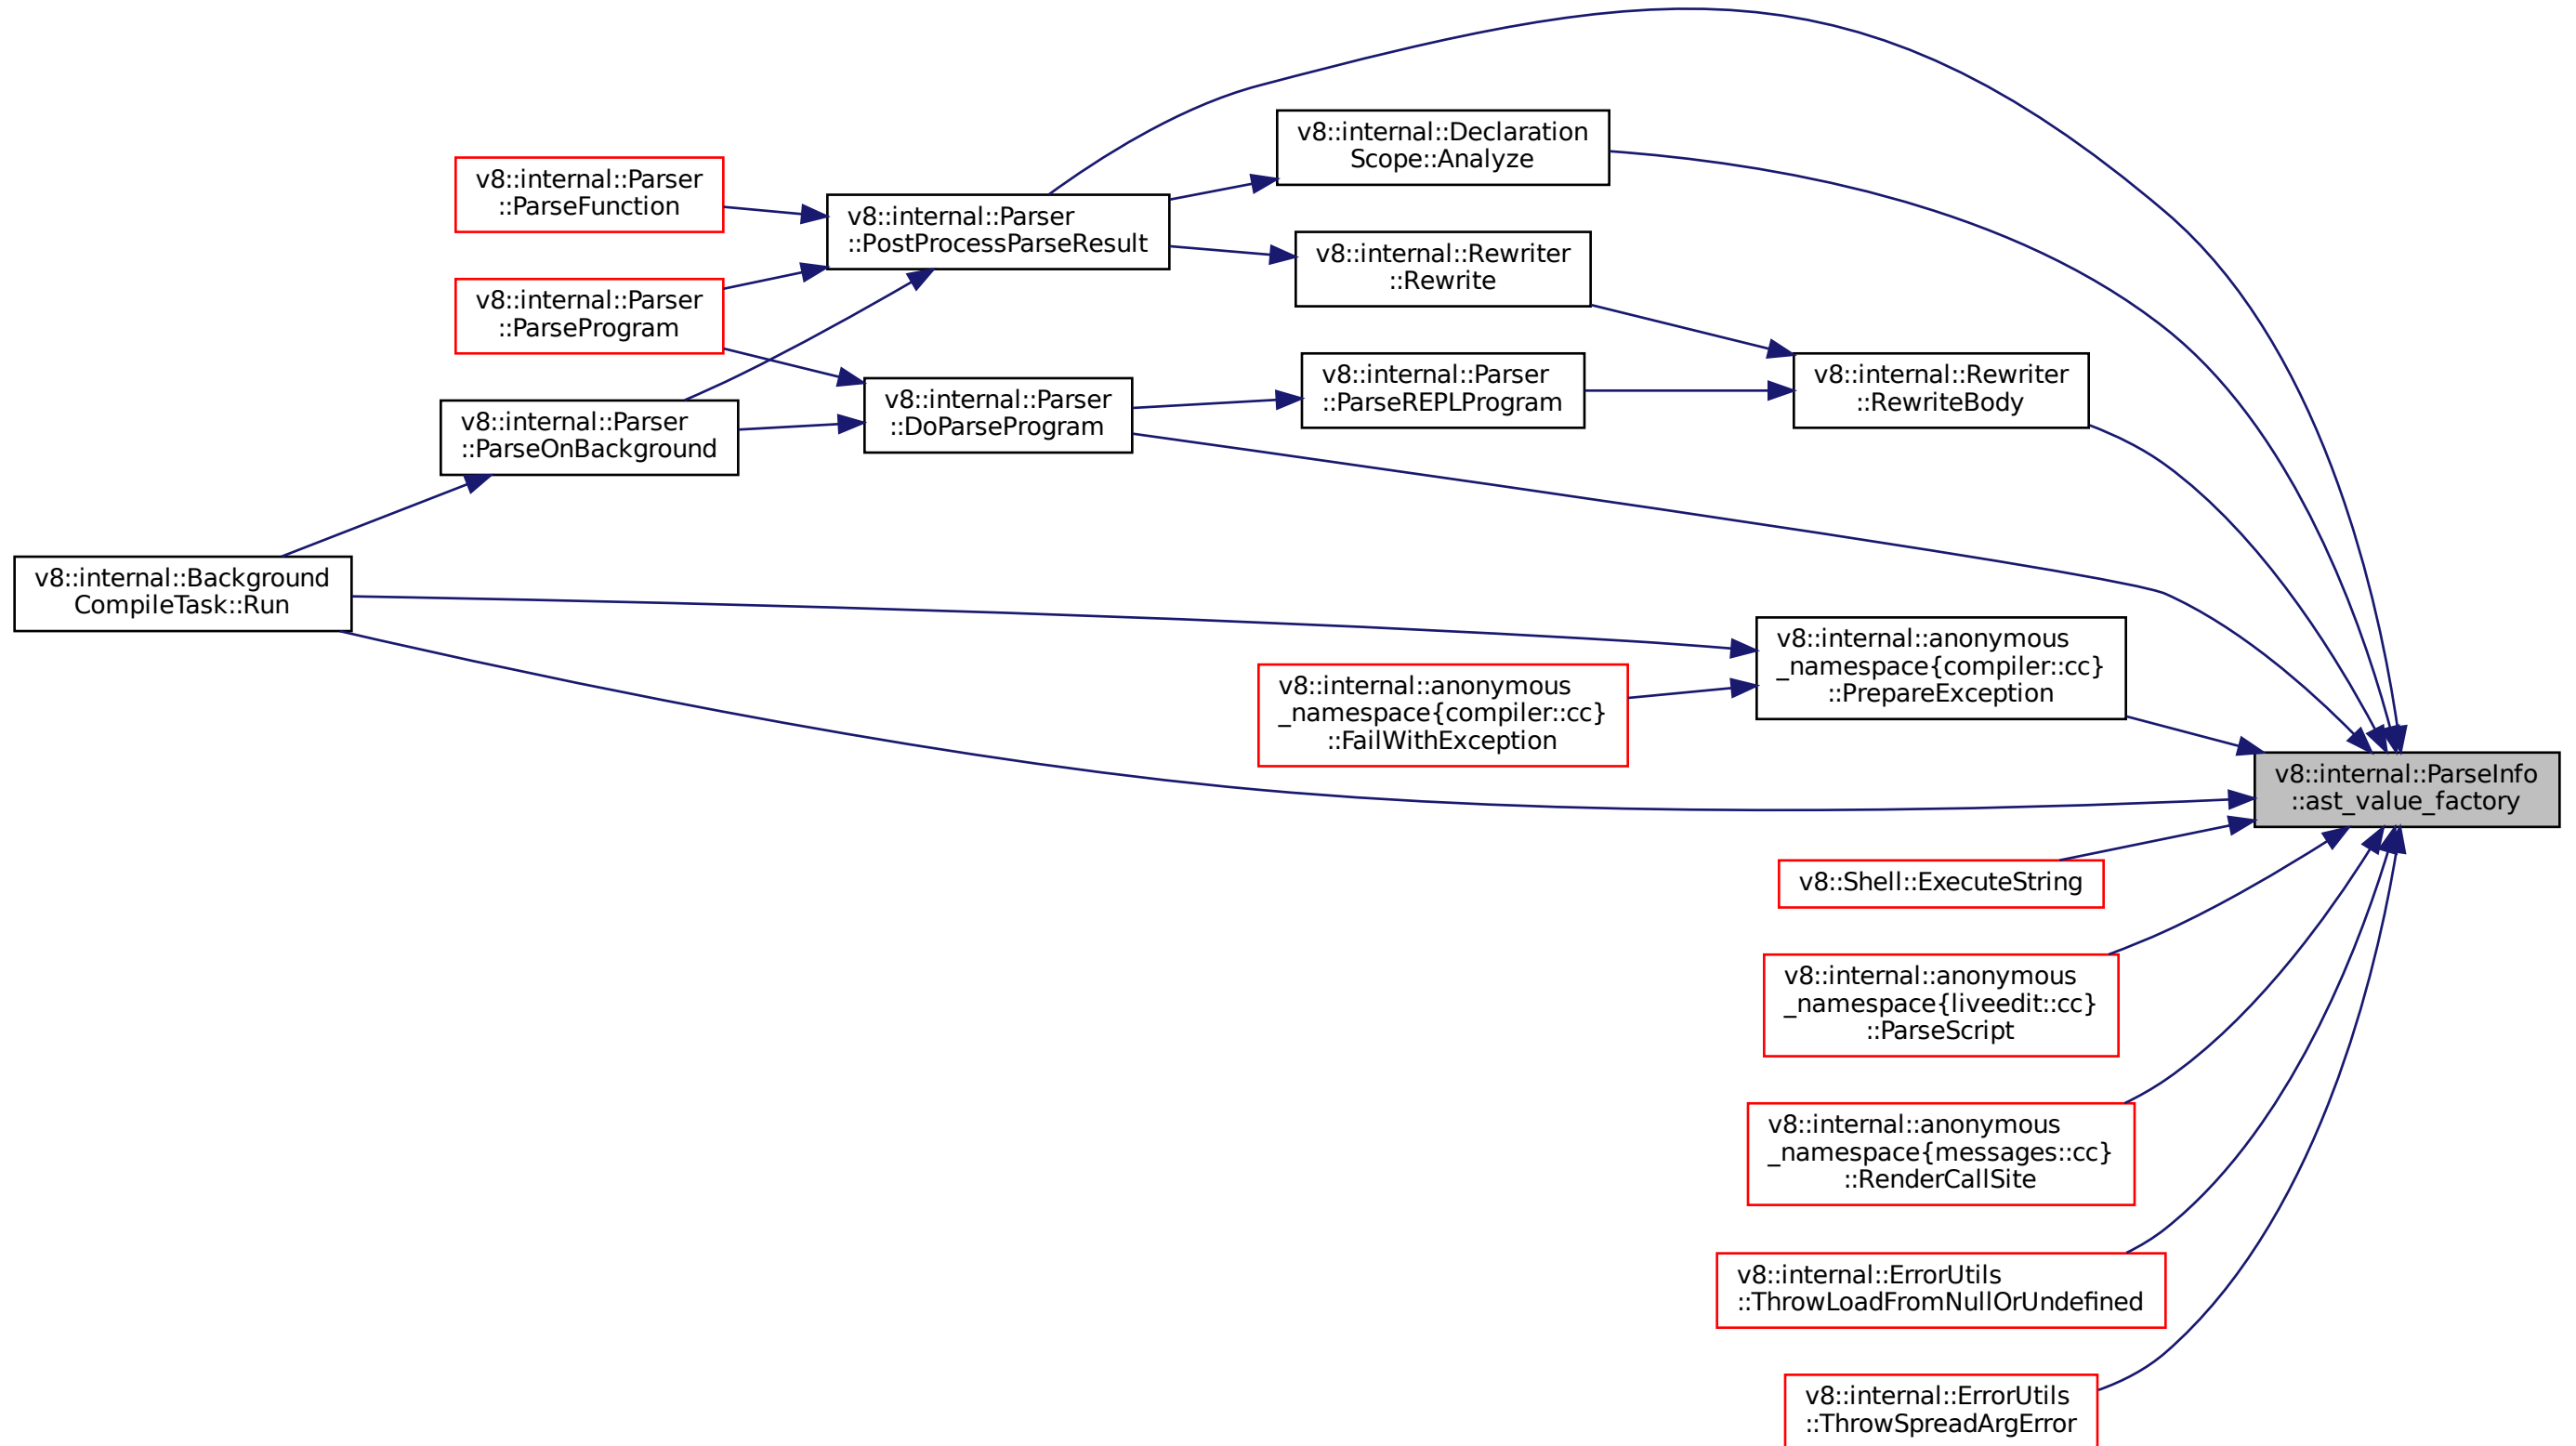 v8::internal::Declaration
Scope::Analyze
v8::internal::Parser
::ParseFunction
v8::internal::Parser
::PostProcessParseResult
v8::internal::Rewriter
::Rewrite
v8::internal::Parser
::ParseProgram
v8::internal::Parser
::ParseREPLProgram
v8::internal::Rewriter
::RewriteBody
v8::internal::Parser
::DoParseProgram
v8::internal::Parser
::ParseOnBackground
v8::internal::Background
CompileTask::Run
v8::internal::anonymous
_namespace{compiler::cc}
::PrepareException
v8::internal::anonymous
_namespace{compiler::cc}
::FailWithException
v8::internal::ParseInfo
::ast_value_factory
v8::Shell::ExecuteString
v8::internal::anonymous
_namespace{liveedit::cc}
::ParseScript
v8::internal::anonymous
_namespace{messages::cc}
::RenderCallSite
v8::internal::ErrorUtils
::ThrowLoadFromNullOrUndefined
v8::internal::ErrorUtils
::ThrowSpreadArgError